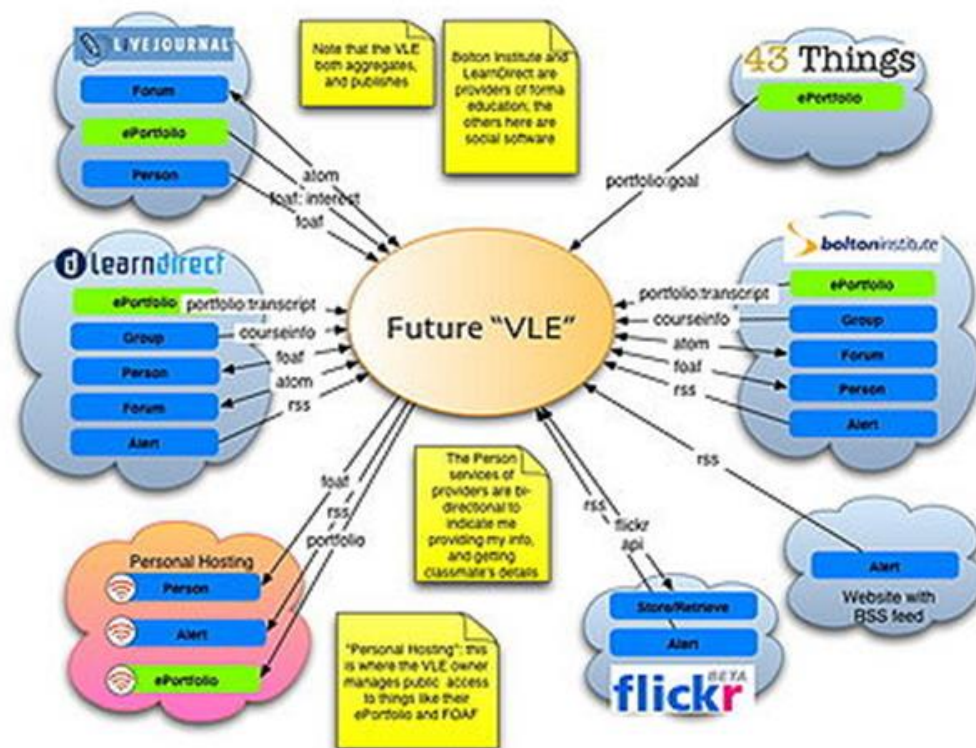 LIVEJOURNAL
Forum
ePortfolio
Person
atom
foaf: interest
foaf
Note that the VLE
both aggregates,
and publishes
Bolton Institute and
LearnDirect are
providers of forma
education; the
others here are
social software
43 Things
ePortfolio
portfolio:goal
learndirect
ePortfolio
Group
Person
Forum
Alert
portfolio:transcript
courseinfo
foaf
atom
rss
Future "VLE"
boltoninstitute
ePortfolio
Group
Forum
Person
Alert
portfolio:transcript
courseinfo
atom
foaf
rss
foaf
rss
portfolio
Personal Hosting
Person
Alert
ePortfolio
The Person
services of
providers are bi-
directional to
indicate me
providing my info,
and getting
classmate's details
"Personal Hosting": this
is where the VLE owner
manages public access
to things like their
ePortfolio and FOAF
rss
flickr
api
Store/Retrieve
Alert
BETA
flickr
rss
Alert
Website with
RSS feed